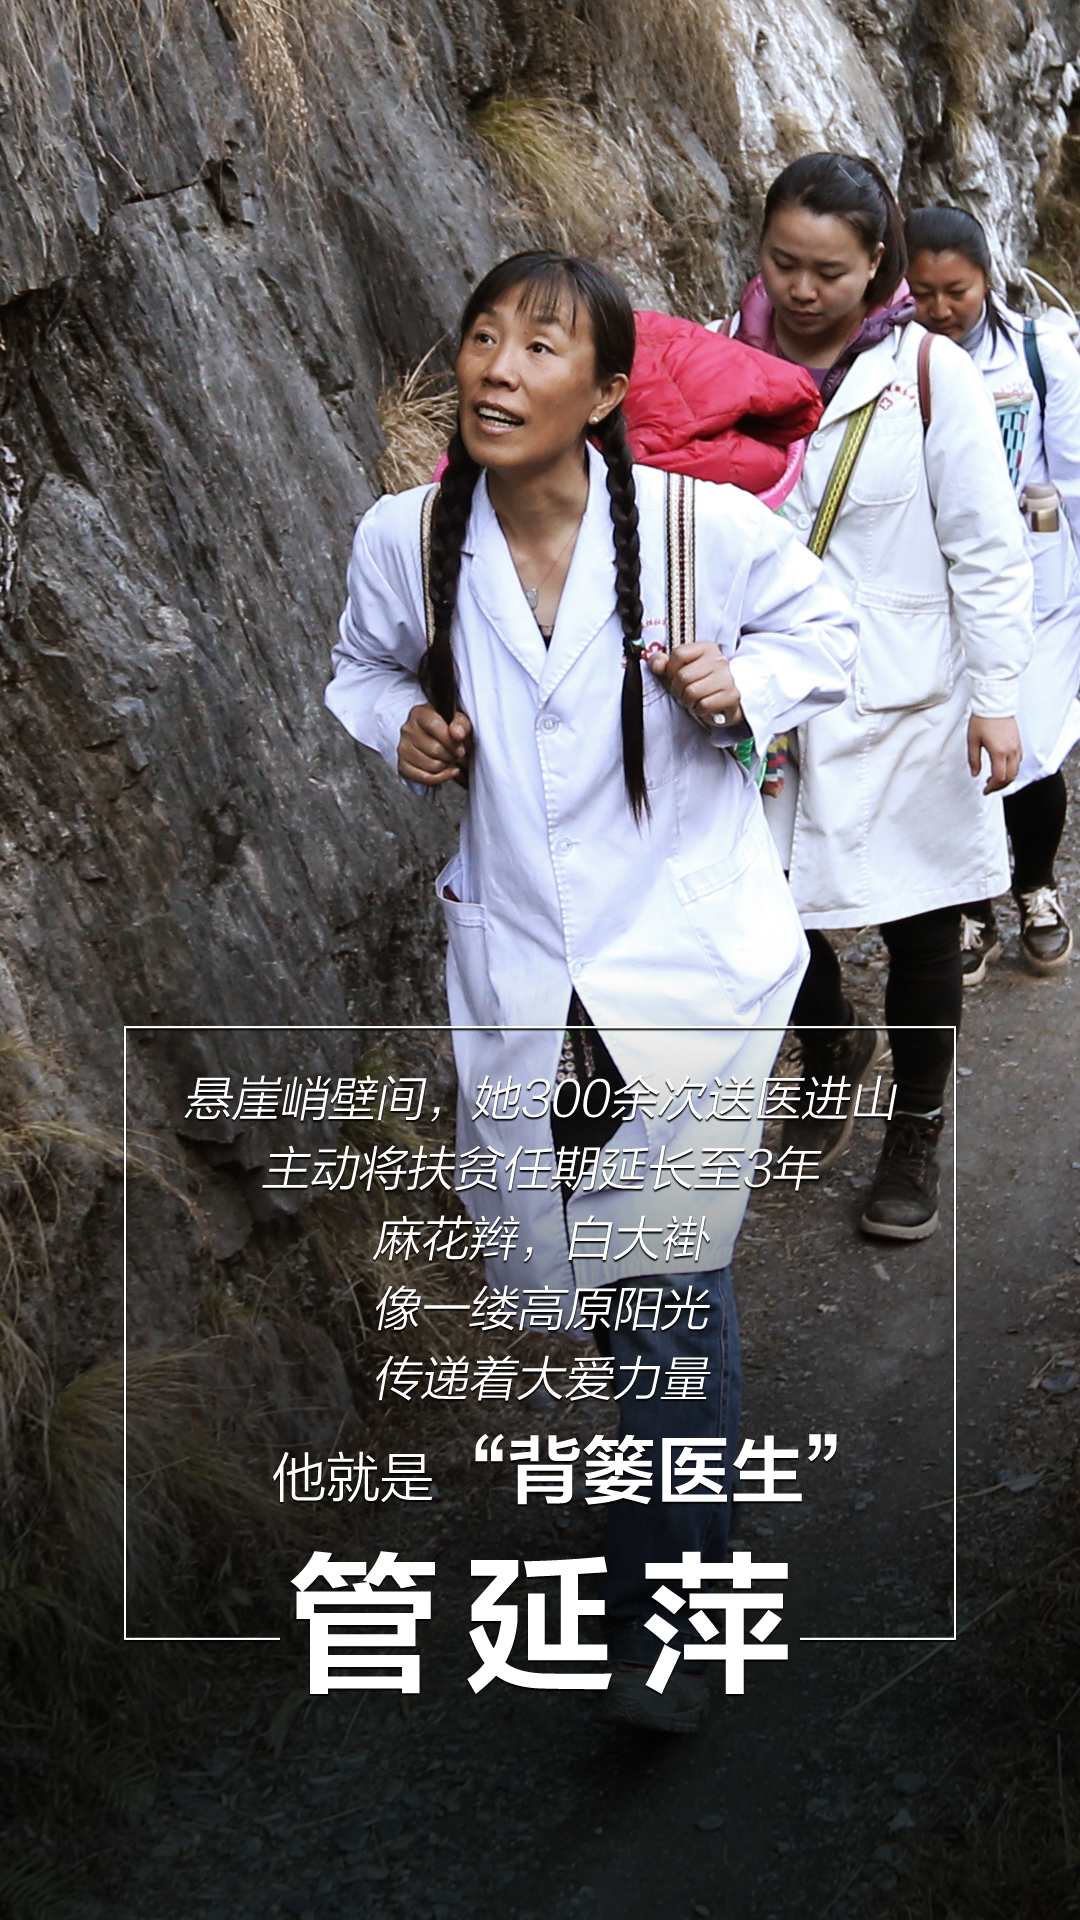 悬崖峭壁间，她300余次送医进山
主动将扶贫任期延长至3年
麻花辫，白大褂
像一缕高原阳光
传递着大爱力量
他就是“背篓医生”
管延萍